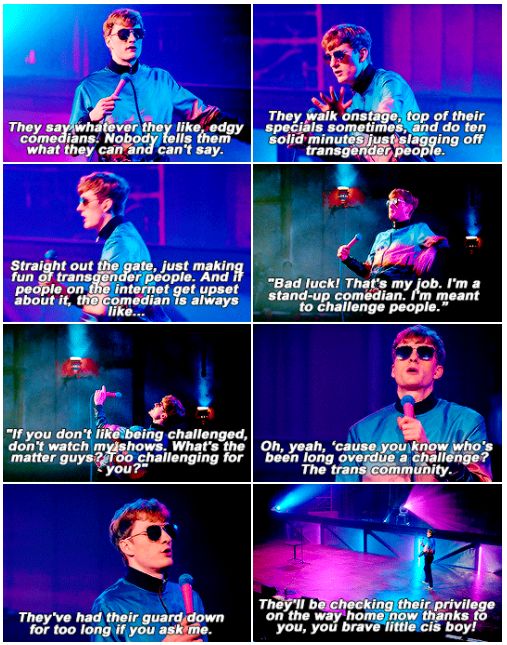 They say whatever they like, edgy
comedians. Nobody tells them
what they can and can't say.
They walk onstage, top of their
specials sometimes, and do ten
solid minutes just slagging off
transgender people.
Straight out the gate, just making
fun of transgender people. And if
people on the internet get upset
about it, the comedian is always
like...
"Bad luck! That's my job. I'm a
stand-up comedian. I'm meant
to challenge people.”
"If you don't like being challenged,
don't watch my shows. What's the
matter guys? Too challenging for
you?"
Oh, yeah, ‘cause you know who's
been long overdue a challenge?
The trans community.
They've had their guard down
for too long if you ask me.
They'll be checking their privilege
on the way home now thanks to
you, you brave little cis boy!